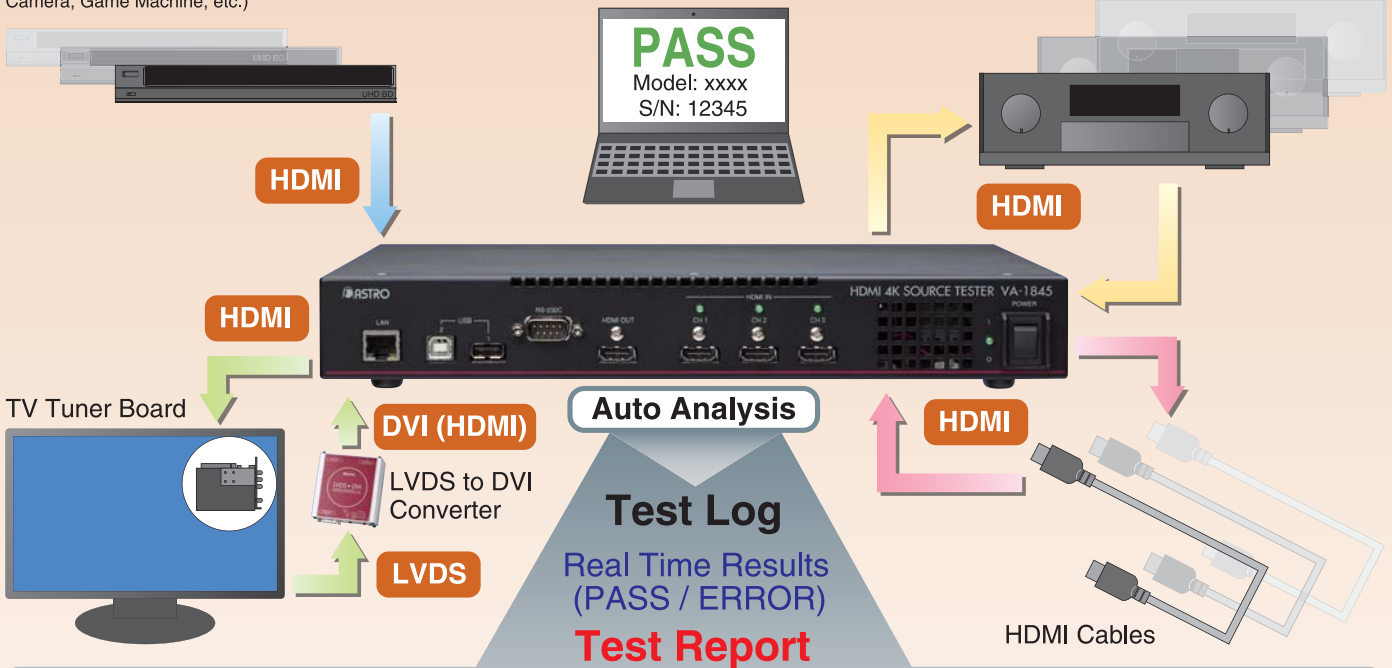 Camera, Game Machine, etc.)
UHD BD
UHD BD
PASS
Model: xxxx
S/N: 12345
HDMI
HDMI
HDMI
ASTRO
HDMI 4K SOURCE TESTER VA-1845
LAN
2
USB
RS-232C
HDMI OUT
HDMI IN
CH 1
CH 2
CH 3
POWER
TV Tuner Board
DVI (HDMI)
LVDS to DVI
Converter
LVDS
Auto Analysis
HDMI
Test Log
Real Time Results
(PASS / ERROR)
Test Report
HDMI Cables